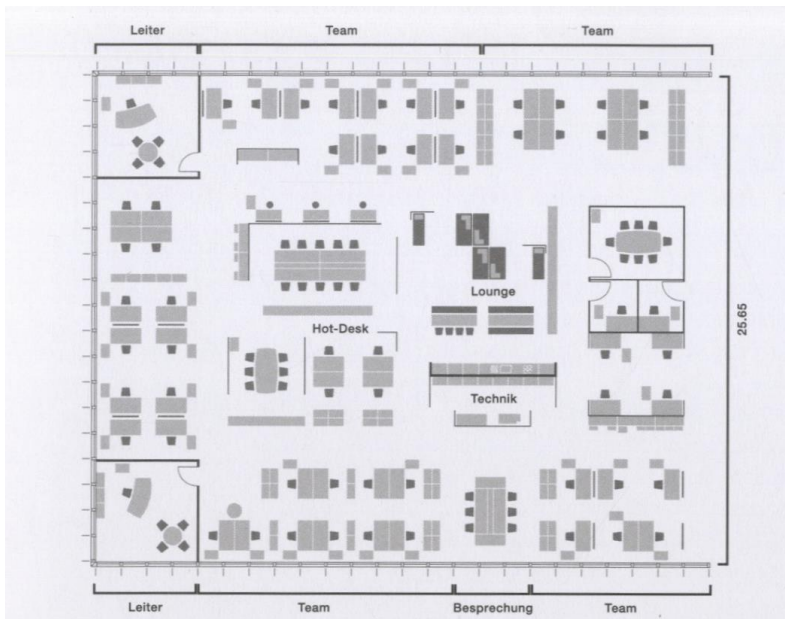 Leiter
Team
Team
Lounge
25.65
Hot-Desk
Technik
Leiter
Team
Besprechung
Team